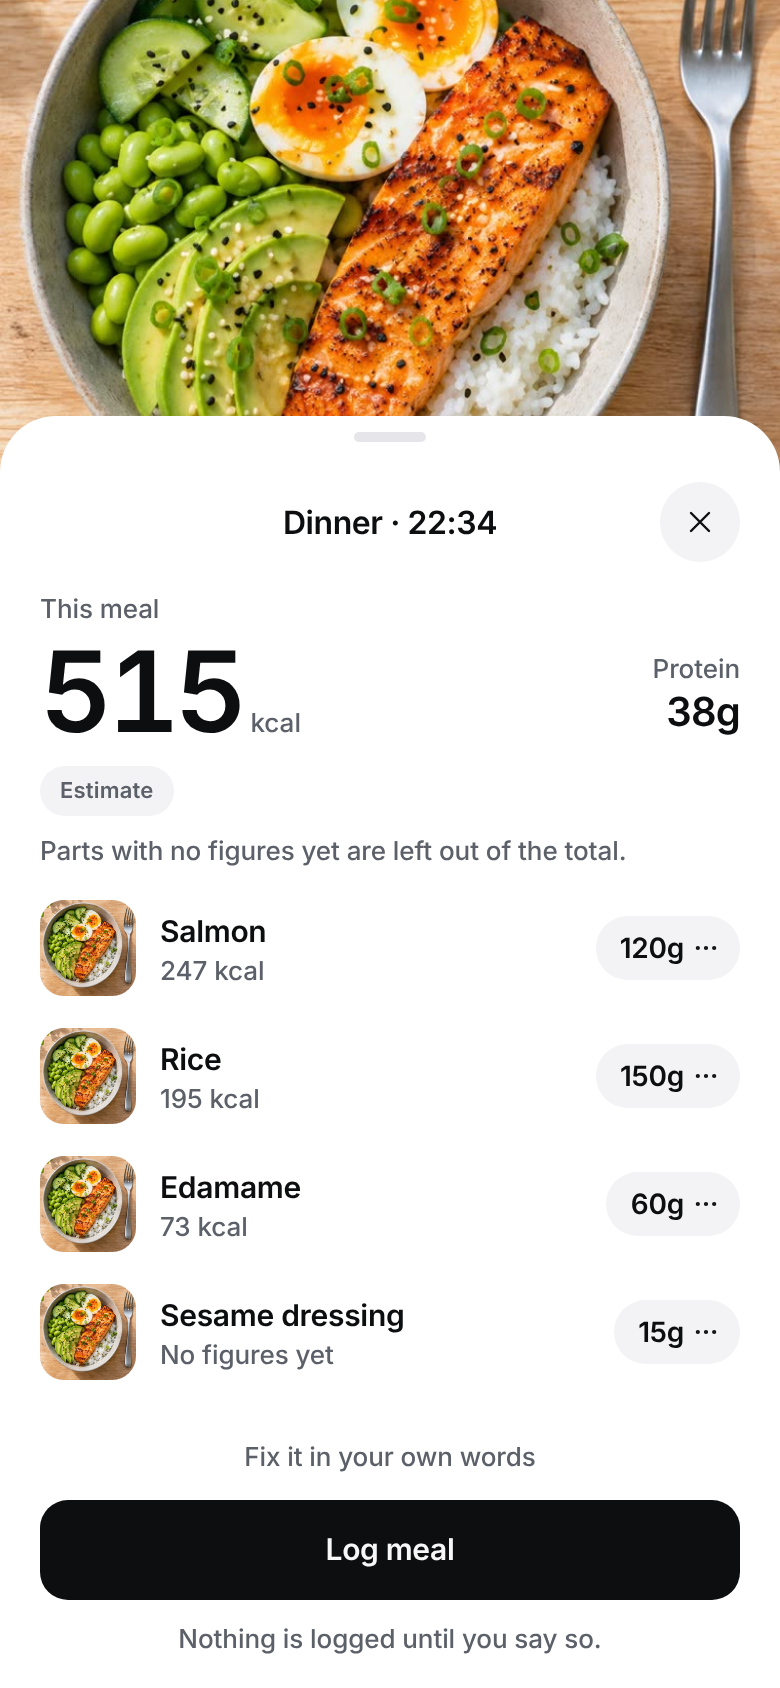 Dinner · 22:34
This meal
515 kcal
Protein
38g
Estimate
Parts with no figures yet are left out of the total.
Salmon
247 kcal
120g ···
Rice
195 kcal
150g ···
Edamame
73 kcal
60g ···
Sesame dressing
No figures yet
15g ···
Fix it in your own words
Log meal
Nothing is logged until you say so.